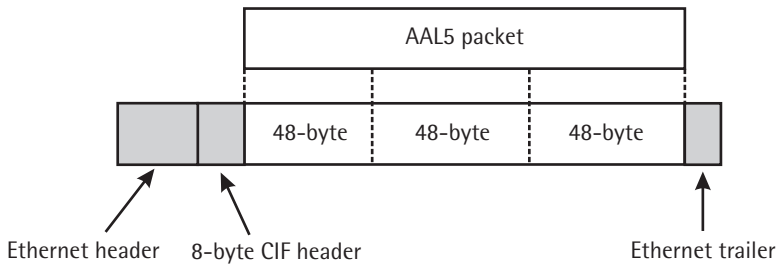 AAL5 packet
48-byte 48-byte 48-byte
Ethernet header 8-byte CIF header Ethernet trailer